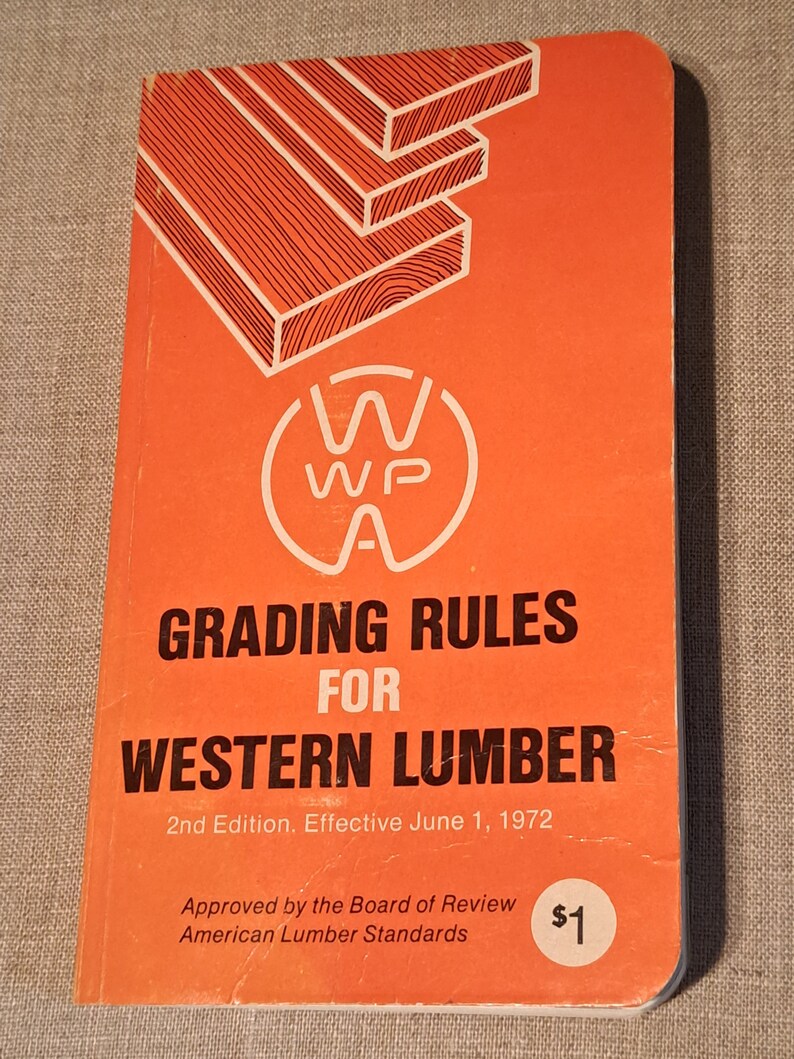 W
WP
A
GRADING RULES
FOR
WESTERN LUMBER
2nd Edition. Effective June 1, 1972
Approved by the Board of Review
American Lumber Standards
$1